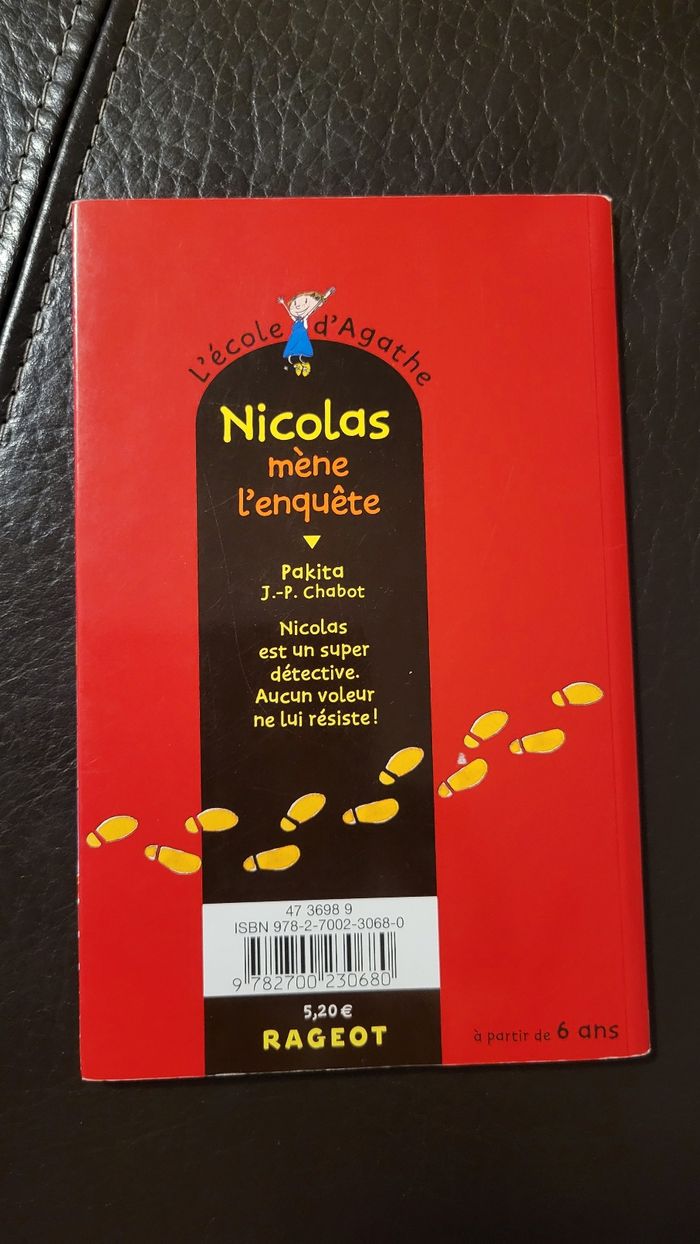 L'école d'Agathe
Nicolas
mène
l'enquête
Pakita
J.-P. Chabot
Nicolas
est un super
détective.
Aucun voleur
ne lui résiste !
47 3698 9
ISBN 978-2-7002-3068-0
9 782700 230680
5,20 €
RAGEOT
à partir de 6 ans